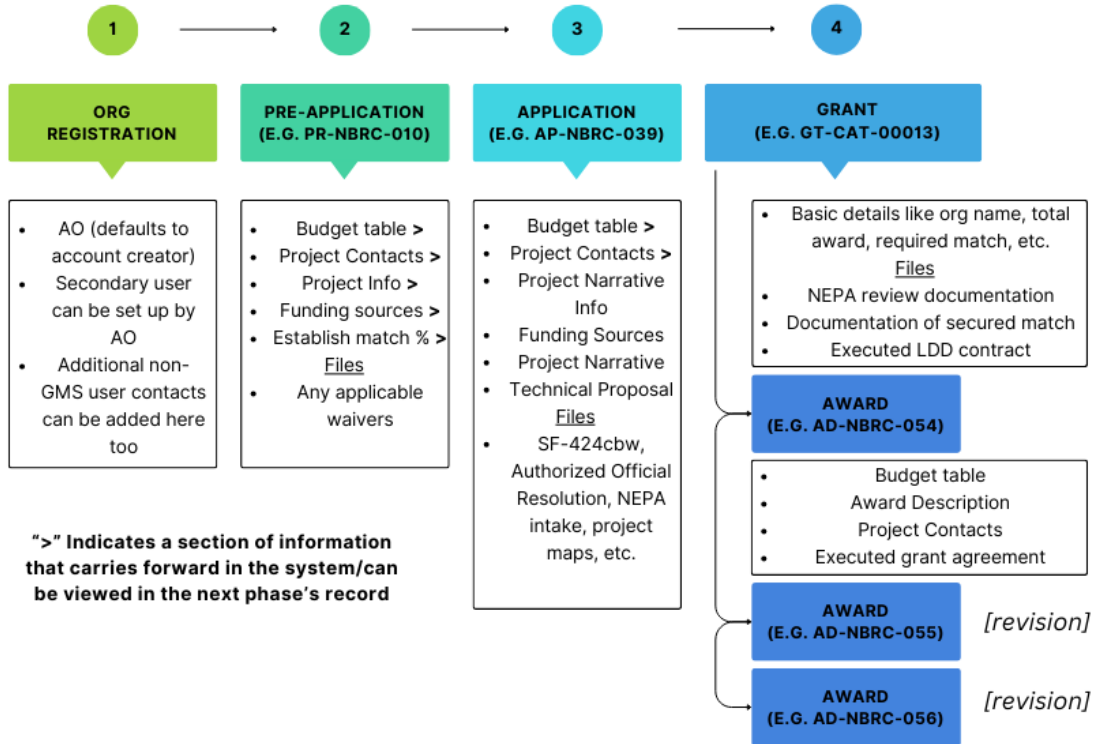 1
2
3
4
ORG
REGISTRATION
PRE-APPLICATION
(E.G. PR-NBRC-010)
APPLICATION
(E.G. AP-NBRC-039)
GRANT
(E.G. GT-CAT-00013)
• AO (defaults to
account creator)
• Secondary user
can be set up by
AO
• Additional non-
GMS user contacts
can be added here
too
• Budget table >
• Project Contacts >
• Project Info >
• Funding sources >
• Establish match % >
Files
• Any applicable
waivers
• Budget table >
• Project Contacts >
• Project Narrative
Info
• Funding Sources
• Project Narrative
• Technical Proposal
Files
• SF-424cbw,
Authorized Official
Resolution, NEPA
intake, project
maps, etc.
• Basic details like org name, total
award, required match, etc.
Files
• NEPA review documentation
• Documentation of secured match
• Executed LDD contract
AWARD
(E.G. AD-NBRC-054)
• Budget table
• Award Description
• Project Contacts
• Executed grant agreement
AWARD
(E.G. AD-NBRC-055)
[revision]
AWARD
(E.G. AD-NBRC-056)
[revision]
“>” Indicates a section of information
that carries forward in the system/can
be viewed in the next phase’s record